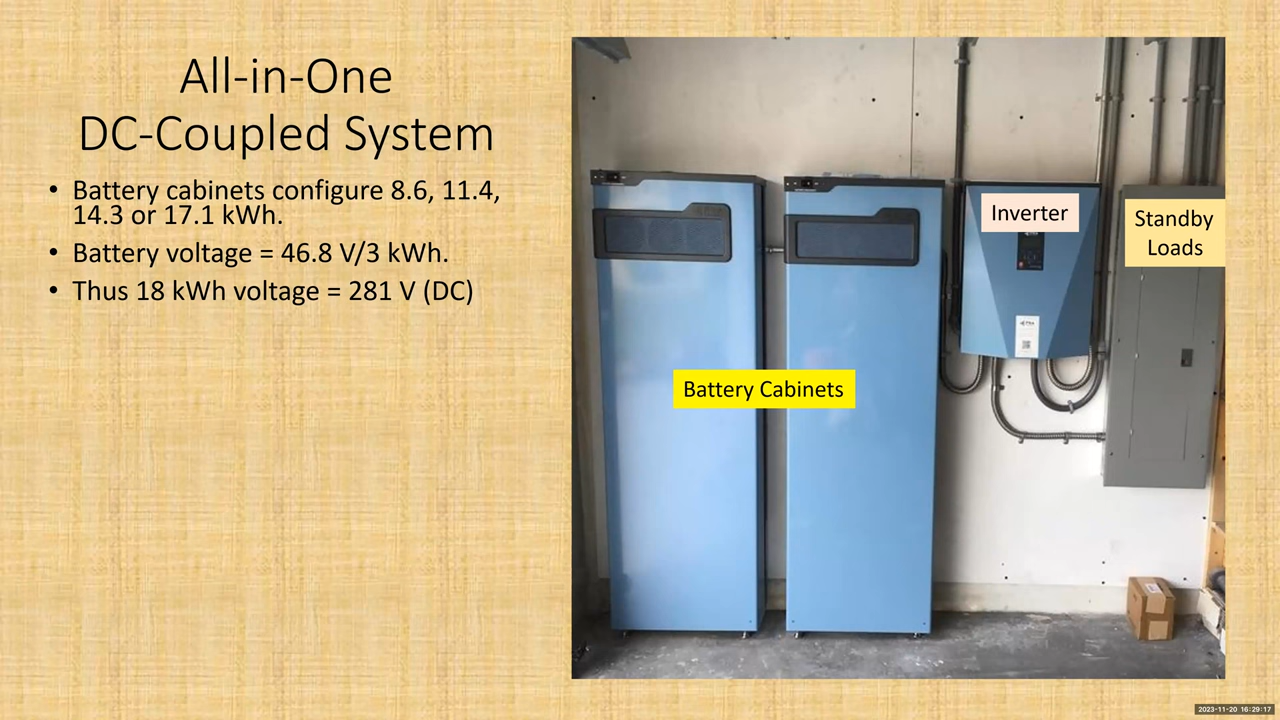 All-in-One
DC-Coupled System
• Battery cabinets configure 8.6, 11.4,
14.3 or 17.1 kWh.
• Battery voltage = 46.8 V/3 kWh.
• Thus 18 kWh voltage = 281 V (DC)
Inverter
Standby
Loads
Battery Cabinets
2023-11-20 16:29:17